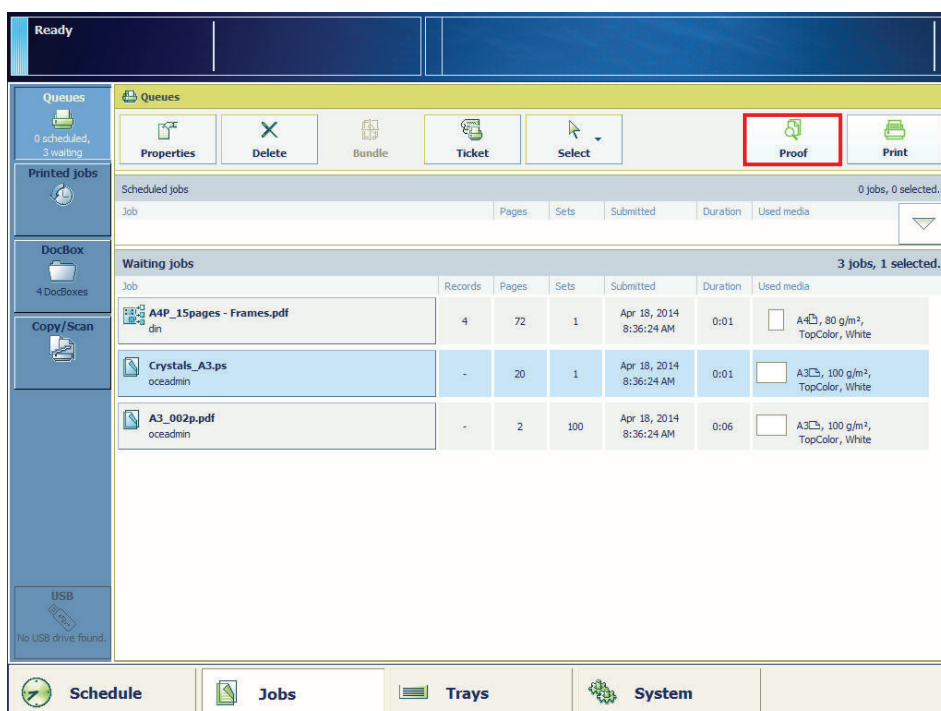 Ready
Queues
0 scheduled,
3 waiting
Printed jobs
DocBox
4 DocBoxes
Copy/Scan
USB
No USB drive found.
Queues
Properties
Delete
Bundle
Ticket
Select
Proof
Print
Scheduled jobs 0 jobs, 0 selected.
Job Pages Sets Submitted Duration Used media
Waiting jobs 3 jobs, 1 selected.
Job Records Pages Sets Submitted Duration Used media
A4P_15pages - Frames.pdf
din
4 72 1 Apr 18, 2014
8:36:24 AM
0:01 A4, 80 g/m²,
TopColor, White
Crystals_A3.ps
oceadmin
- 20 1 Apr 18, 2014
8:36:24 AM
0:01 A3, 100 g/m²,
TopColor, White
A3_002p.pdf
oceadmin
- 2 100 Apr 18, 2014
8:36:24 AM
0:06 A3, 100 g/m²,
TopColor, White
Schedule
Jobs
Trays
System